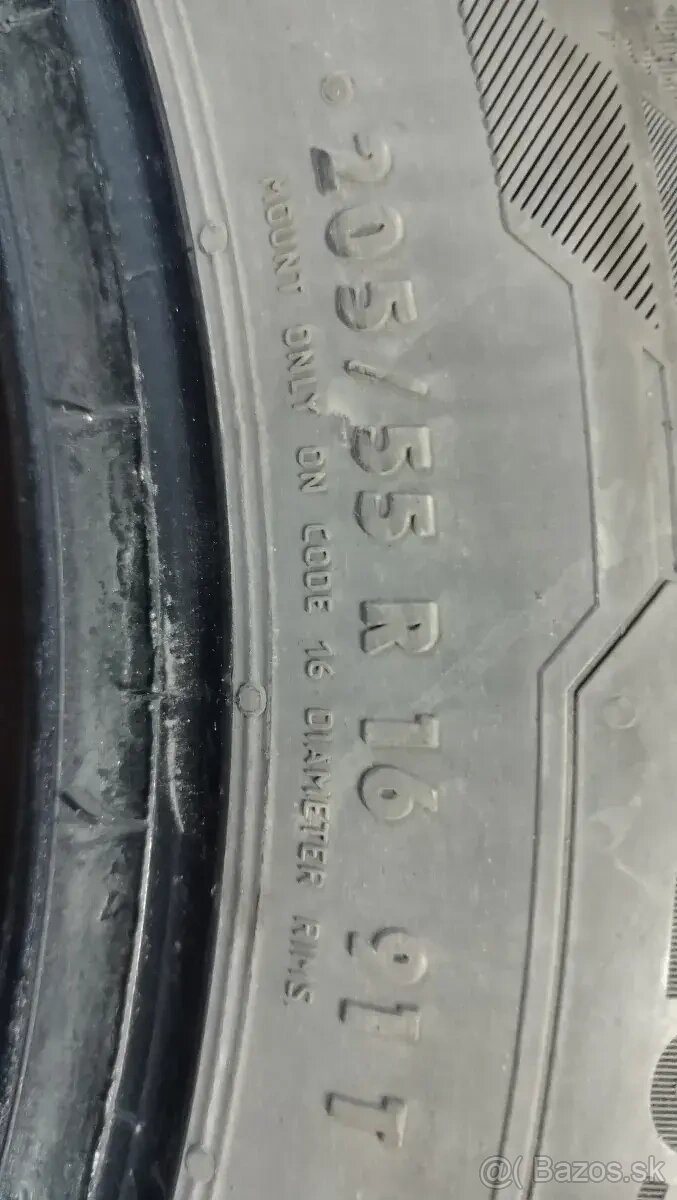 205/55 R 16 91 T
MOUNT ONLY ON CODE 16 DIAMETER RIMS.
@( Bazos.sk